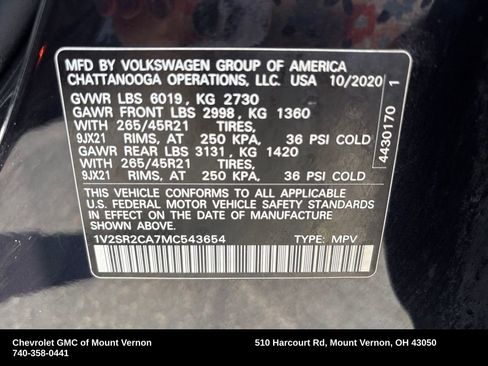 MFD BY VOLKSWAGEN GROUP OF AMERICA
CHATTANOOGA OPERATIONS, LLC. USA 10/2020
GVWR LBS 6019, KG 2730
GAWR FRONT LBS 2998, KG 1360
WITH 265/45R21 TIRES,
9JX21 RIMS, AT 250 KPA, 36 PSI COLD
GAWR REAR LBS 3131, KG 1420
WITH 265/45R21 TIRES,
9JX21 RIMS, AT 250 KPA, 36 PSI COLD
THIS VEHICLE CONFORMS TO ALL APPLICABLE
U.S. FEDERAL MOTOR VEHICLE SAFETY STANDARDS
IN EFFECT ON THE DATE OF MANUFACTURE
SHOWN ABOVE.
1V2SR2CA7MC543654 TYPE: MPV
4430170 1
Chevrolet GMC of Mount Vernon
740-358-0441
510 Harcourt Rd, Mount Vernon, OH 43050